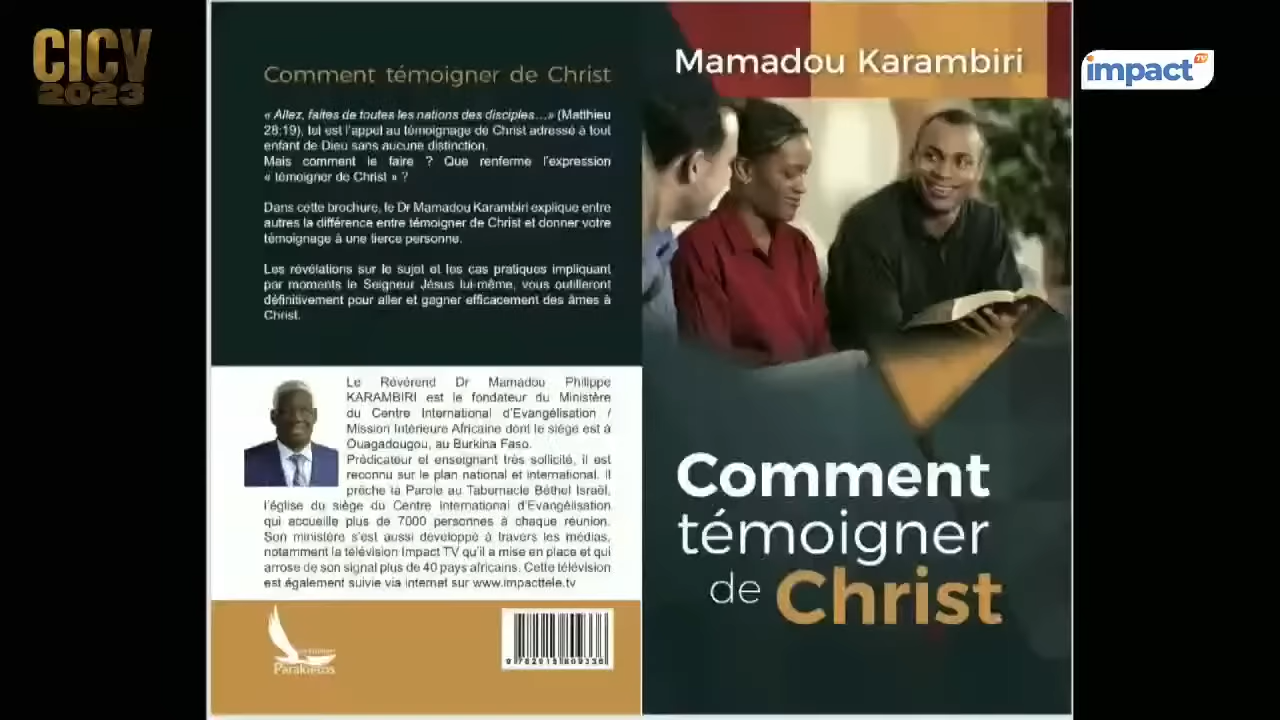 CICV
2023
Comment témoigner de Christ
« Allez, faites de toutes les nations des disciples...» (Matthieu
28:19), tel est l'appel au témoignage de Christ adressé à tout
enfant de Dieu sans aucune distinction.
Mais comment le faire ? Que renferme l'expression
« témoigner de Christ » ?
Dans cette brochure, le Dr Mamadou Karambiri explique entre
autres la différence entre témoigner de Christ et donner votre
témoignage à une tierce personne.
Les révélations sur le sujet et les cas pratiques impliquant
par moments le Seigneur Jésus lui-même, vous outilleront
définitivement pour aller et gagner efficacement des âmes à
Christ.
Le Révérend Dr Mamadou Philippe
KARAMBIRI est le fondateur du Ministère
du Centre International d'Evangélisation /
Mission Intérieure Africaine dont le siège est à
Ouagadougou, au Burkina Faso.
Prédicateur et enseignant très sollicité, il est
reconnu sur le plan national et international. Il
prêche la Parole au Tabernacle Béthel Israël,
l'église du siège du Centre International d'Evangélisation
qui accueille plus de 7000 personnes à chaque réunion.
Son ministère s'est aussi développé à travers les médias,
notamment la télévision Impact TV qu'il a mise en place et qui
arrose de son signal plus de 40 pays africains. Cette télévision
est également suivie via internet sur www.impacttele.tv
Parakletos
Mamadou Karambiri
Comment
témoigner
de Christ
impact TV